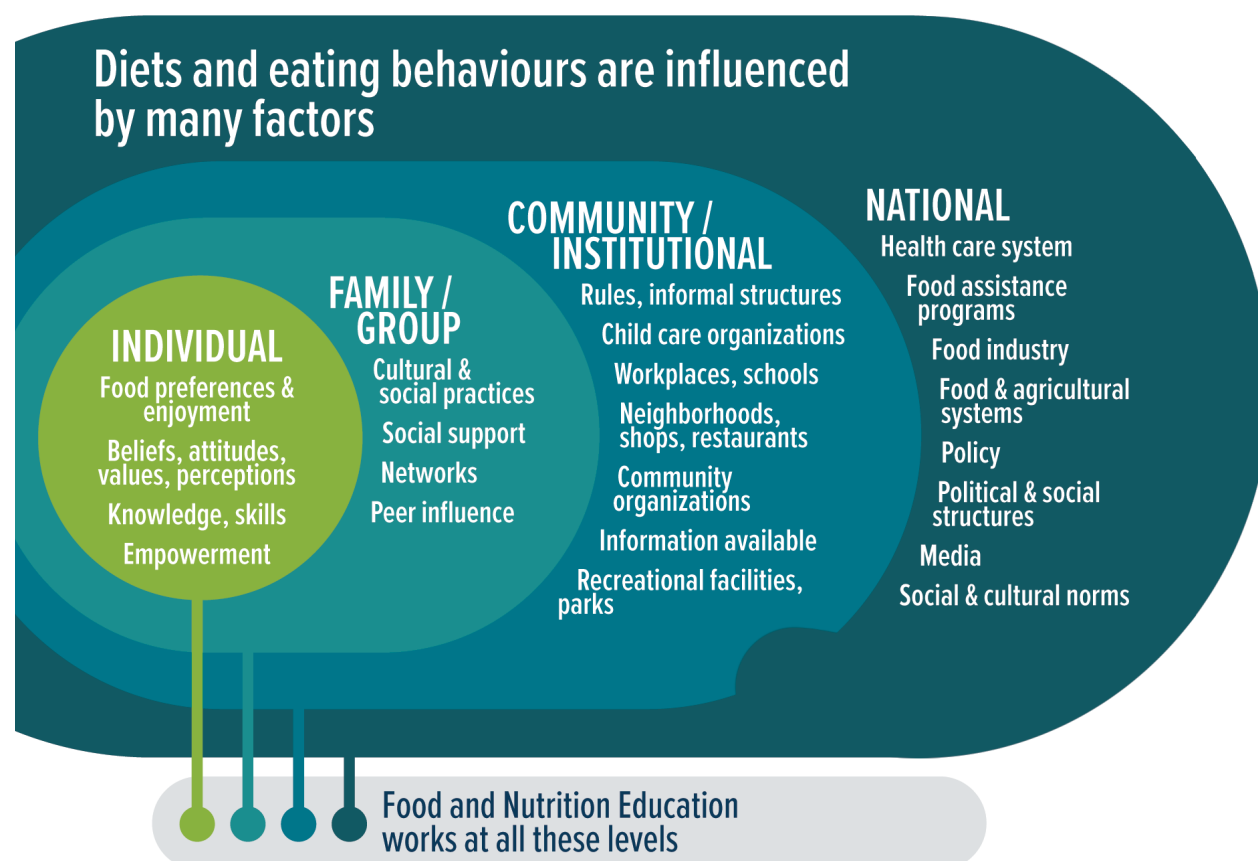 Diets and eating behaviours are influenced
by many factors
INDIVIDUAL
Food preferences &
enjoyment
Beliefs, attitudes,
values, perceptions
Knowledge, skills
Empowerment
FAMILY /
GROUP
Cultural &
social practices
Social support
Networks
Peer influence
COMMUNITY /
INSTITUTIONAL
Rules, informal structures
Child care organizations
Workplaces, schools
Neighborhoods,
shops, restaurants
Community
organizations
Information available
Recreational facilities,
parks
NATIONAL
Health care system
Food assistance
programs
Food industry
Food & agricultural
systems
Policy
Political & social
structures
Media
Social & cultural norms
Food and Nutrition Education
works at all these levels